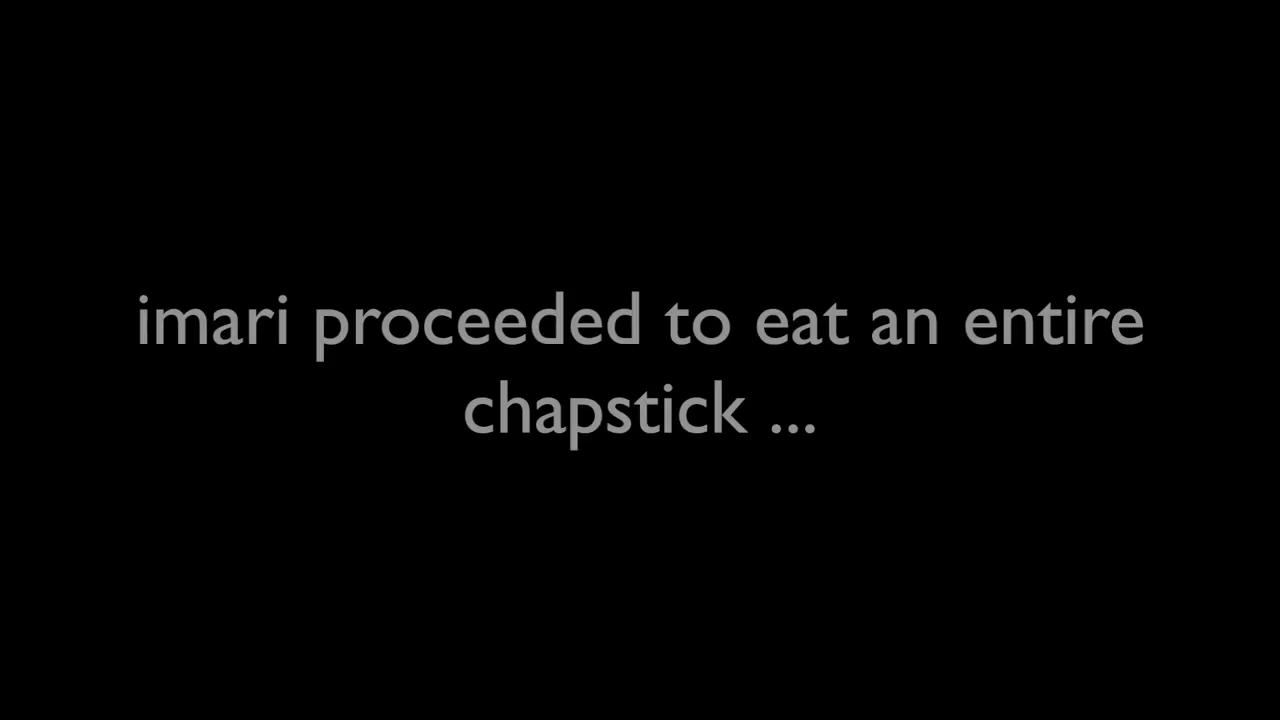 imari proceeded to eat an entire
chapstick ...